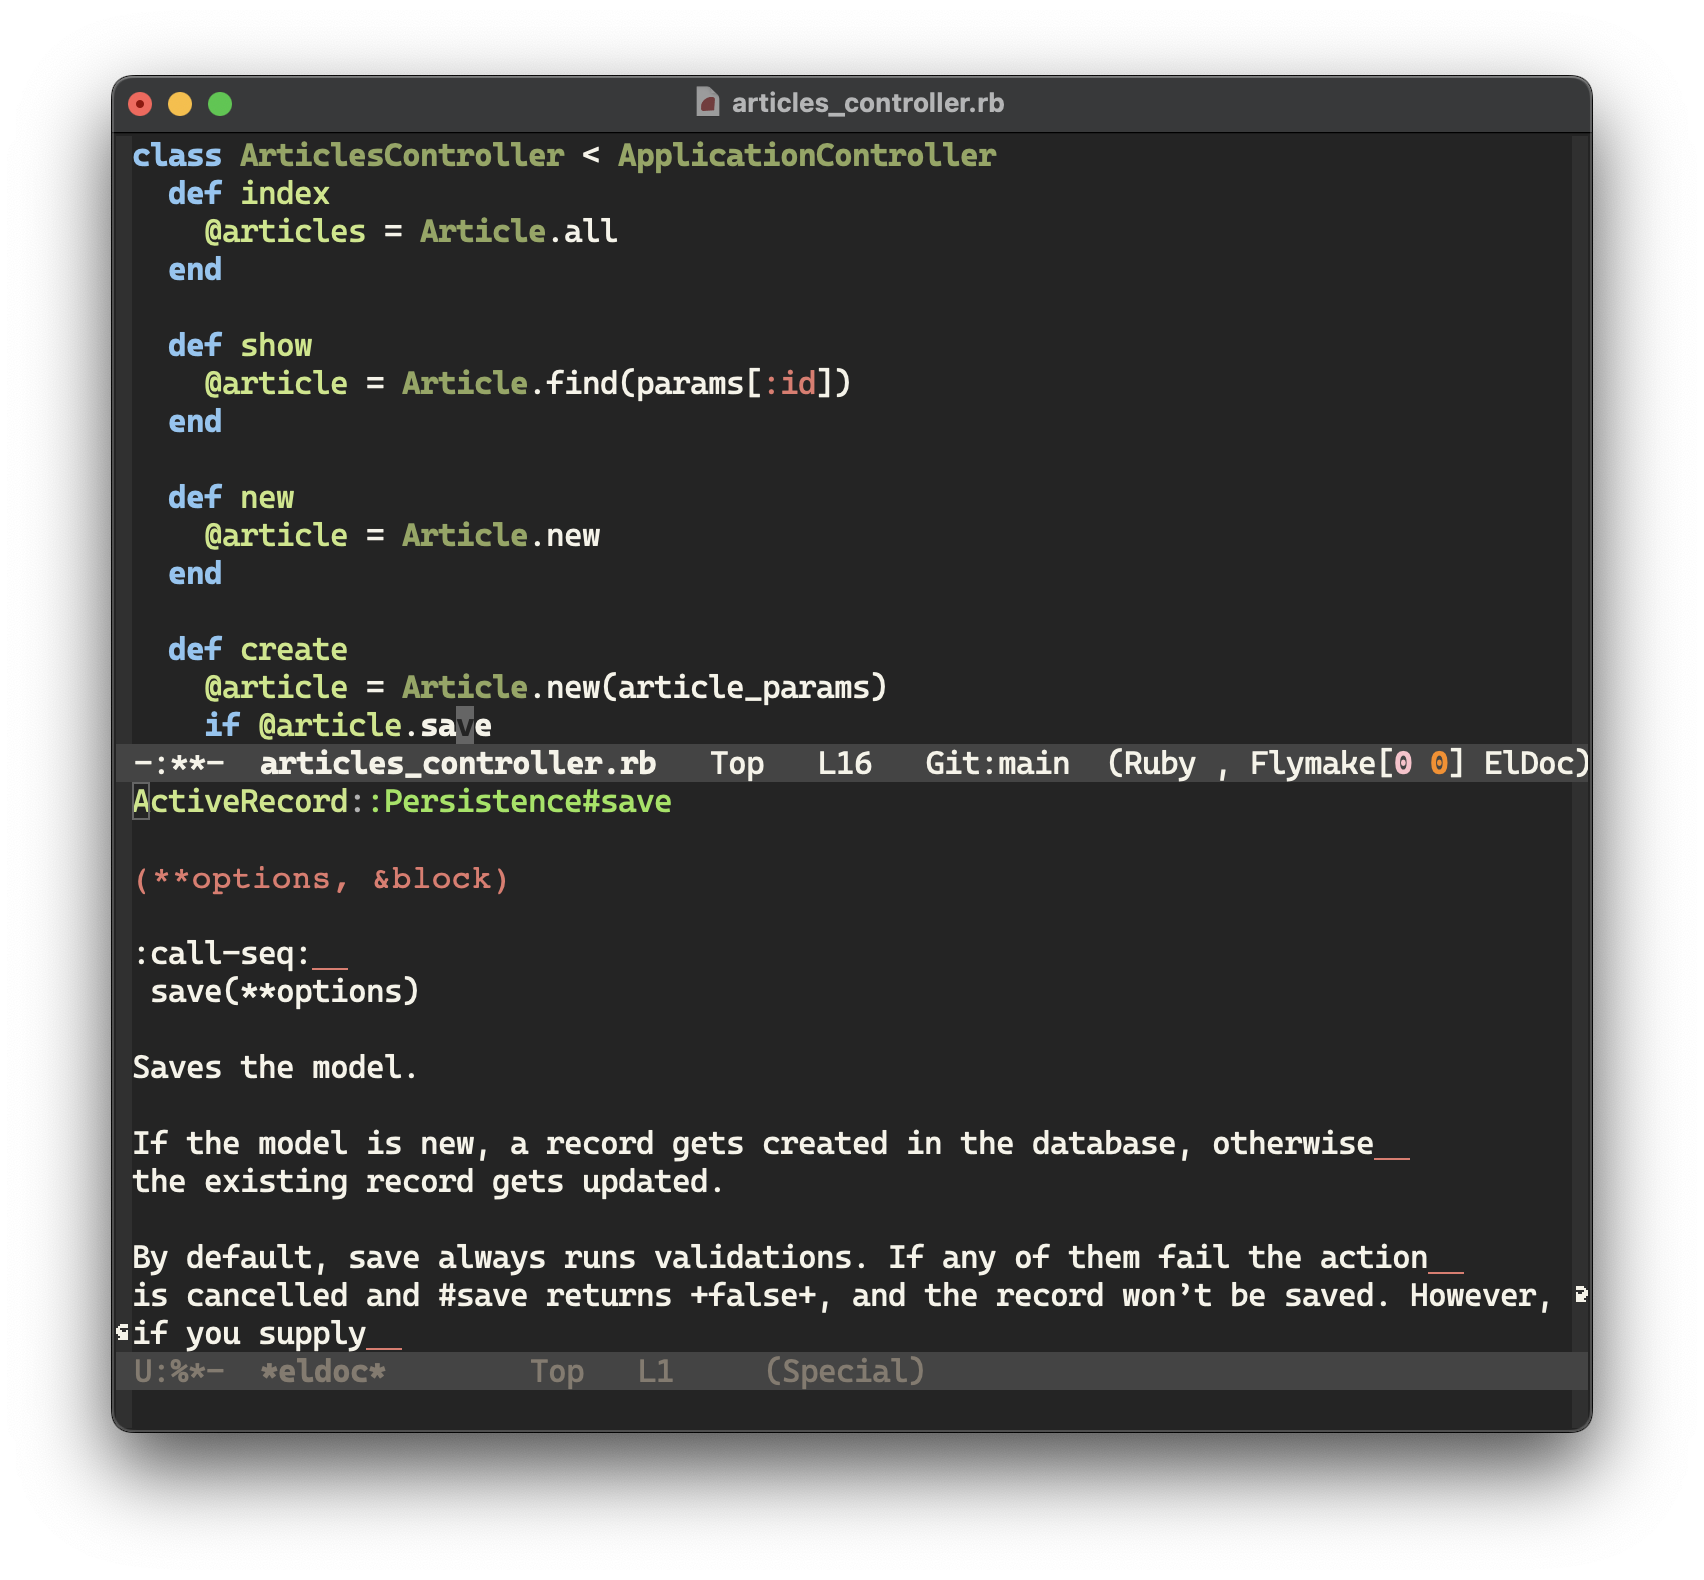 articles_controller.rb
class ArticlesController < ApplicationController
  def index
    @articles = Article.all
  end

  def show
    @article = Article.find(params[:id])
  end

  def new
    @article = Article.new
  end

  def create
    @article = Article.new(article_params)
    if @article.save
-:**-  articles_controller.rb   Top   L16   Git:main  (Ruby , Flymake[0 0] ElDoc)
ActiveRecord::Persistence#save

(**options, &block)

:call-seq:__
 save(**options)

Saves the model.

If the model is new, a record gets created in the database, otherwise__
the existing record gets updated.

By default, save always runs validations. If any of them fail the action__
is cancelled and #save returns +false+, and the record won’t be saved. However,
if you supply__
U:%*-  *eldoc*        Top   L1     (Special)